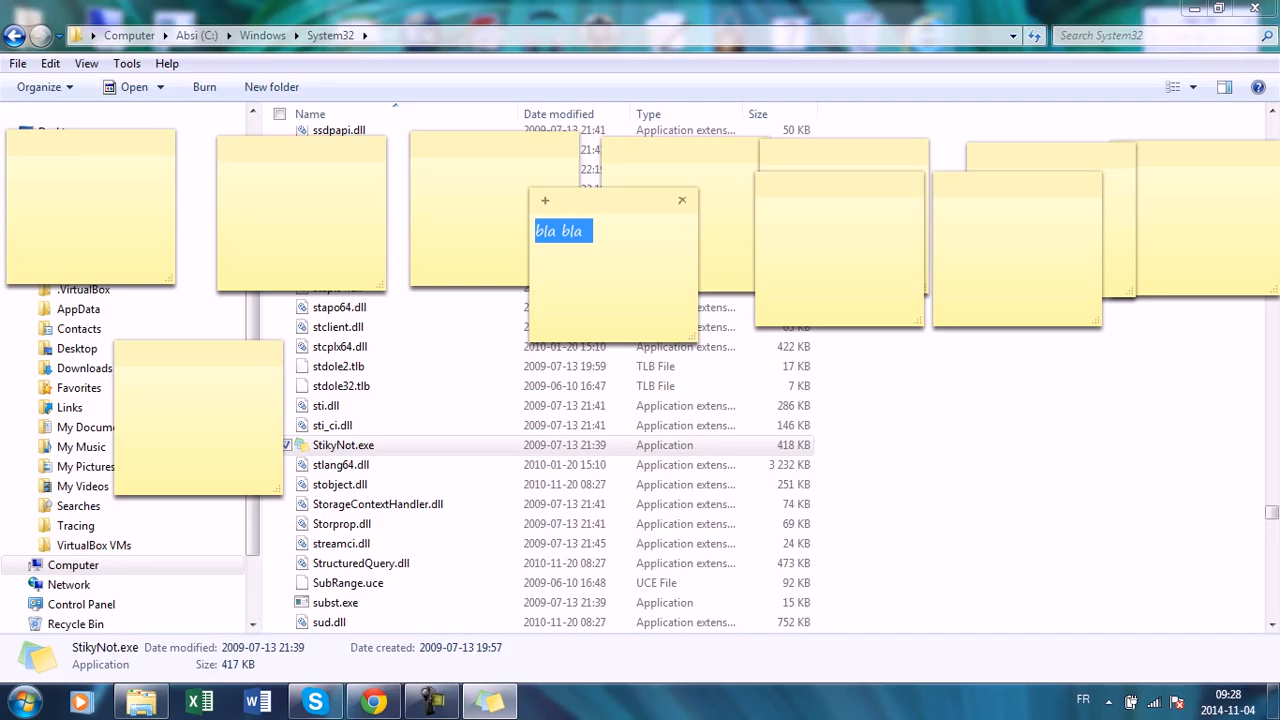 Computer Absi (C:) Windows System32 Search System32
File Edit View Tools Help
Organize Open Burn New folder
Name Date modified Type Size
ssdpapi.dll 2009-07-13 21:41 Application extens... 50 KB
bla bla
.VirtualBox
AppData stapo64.dll
Contacts stclient.dll
Desktop stcplx64.dll 2010-01-20 15:10 Application extens... 422 KB
Downloads stdole2.tlb 2009-07-13 19:59 TLB File 17 KB
Favorites stdole32.tlb 2009-06-10 16:47 TLB File 7 KB
Links sti.dll 2009-07-13 21:41 Application extens... 286 KB
My Docum sti_ci.dll 2009-07-13 21:41 Application extens... 146 KB
My Music StikyNot.exe 2009-07-13 21:39 Application 418 KB
My Pictures stlang64.dll 2010-01-20 15:10 Application extens... 3 232 KB
My Videos stobject.dll 2010-11-20 08:27 Application extens... 251 KB
Searches StorageContextHandler.dll 2009-07-13 21:41 Application extens... 74 KB
Tracing Storprop.dll 2009-07-13 21:41 Application extens... 69 KB
VirtualBox VMs streamci.dll 2009-07-13 21:45 Application extens... 24 KB
Computer StructuredQuery.dll 2010-11-20 08:27 Application extens... 473 KB
Network SubRange.uce 2009-06-10 16:48 UCE File 92 KB
Control Panel subst.exe 2009-07-13 21:39 Application 15 KB
Recycle Bin sud.dll 2010-11-20 08:27 Application extens... 752 KB
StikyNot.exe Date modified: 2009-07-13 21:39 Date created: 2009-07-13 19:57
Application Size: 417 KB
FR 09:28
2014-11-04